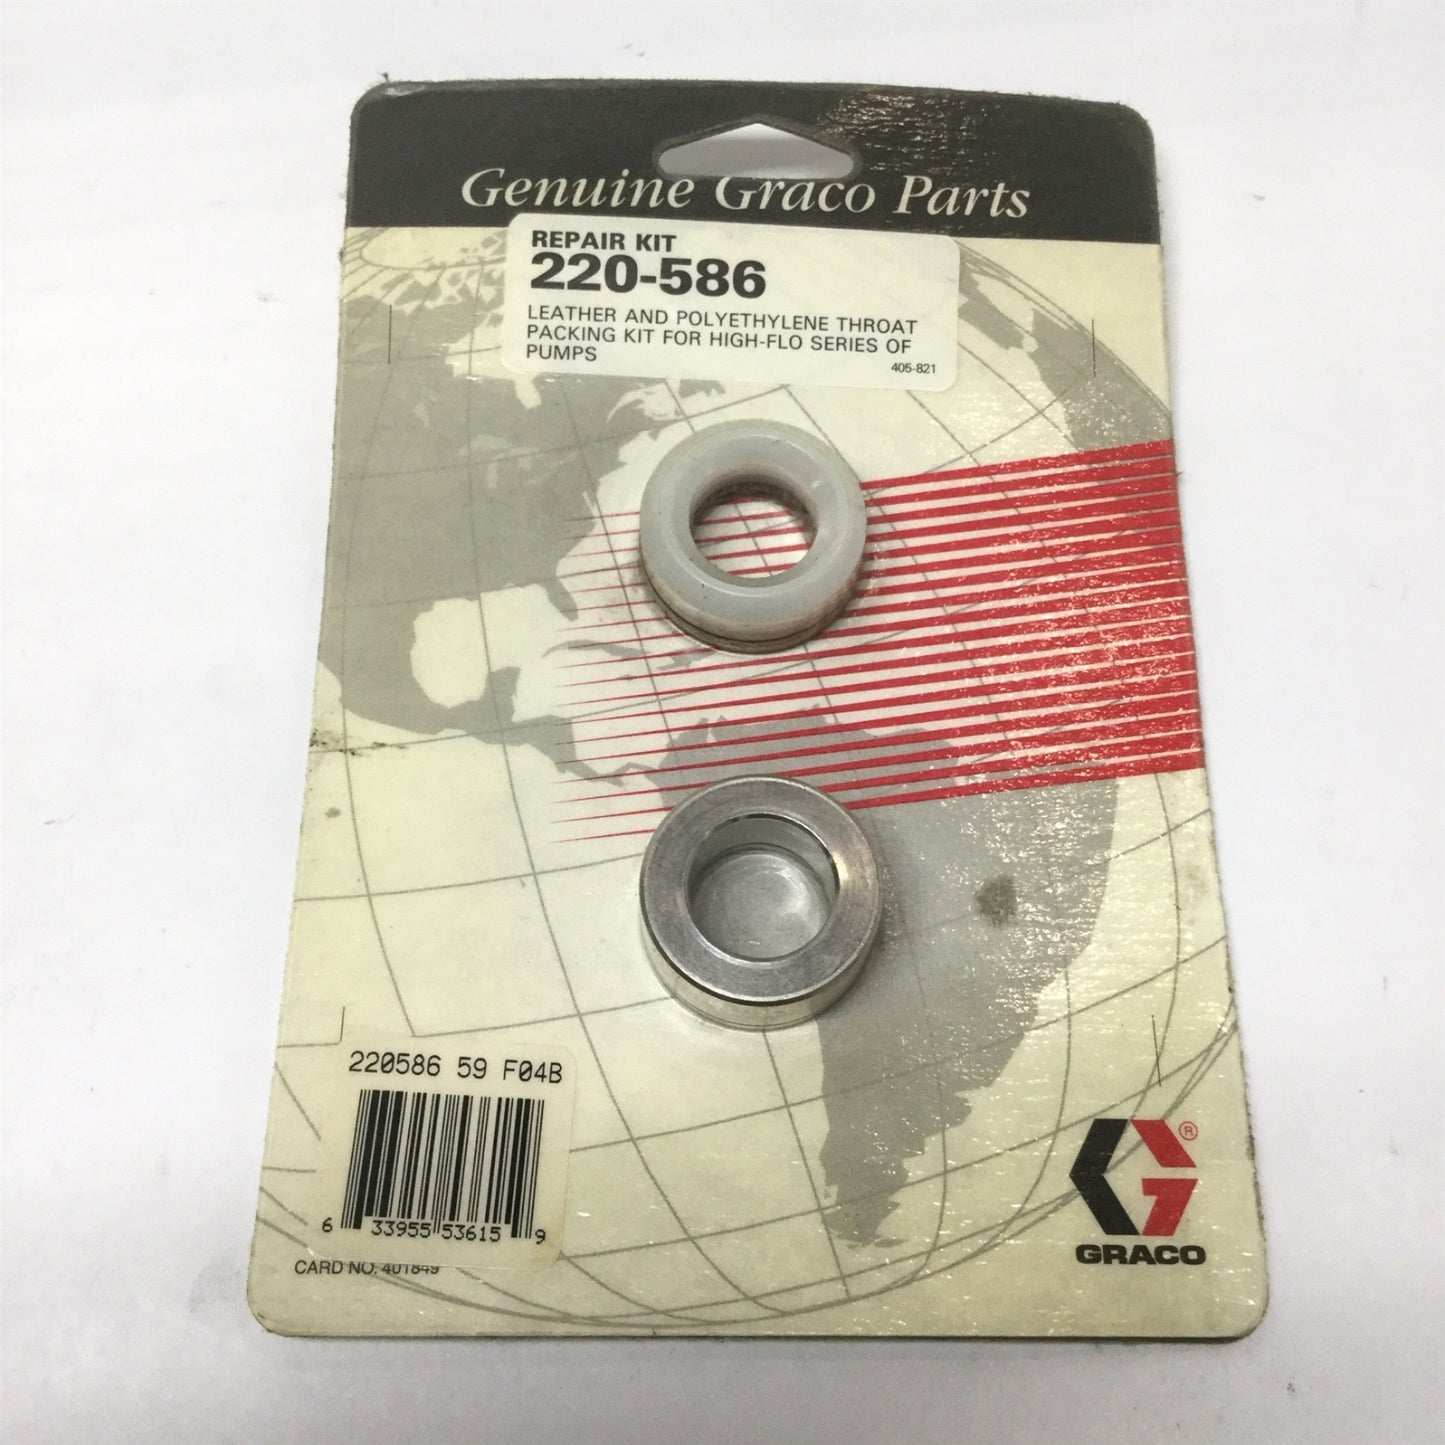 Genuine Graco Parts
REPAIR KIT
220-586
LEATHER AND POLYETHYLENE THROAT
PACKING KIT FOR HIGH-FLO SERIES OF
PUMPS
405-821
220586 59 F04B
6 33955 53615 9
CARD NO. 401849
®
GRACO